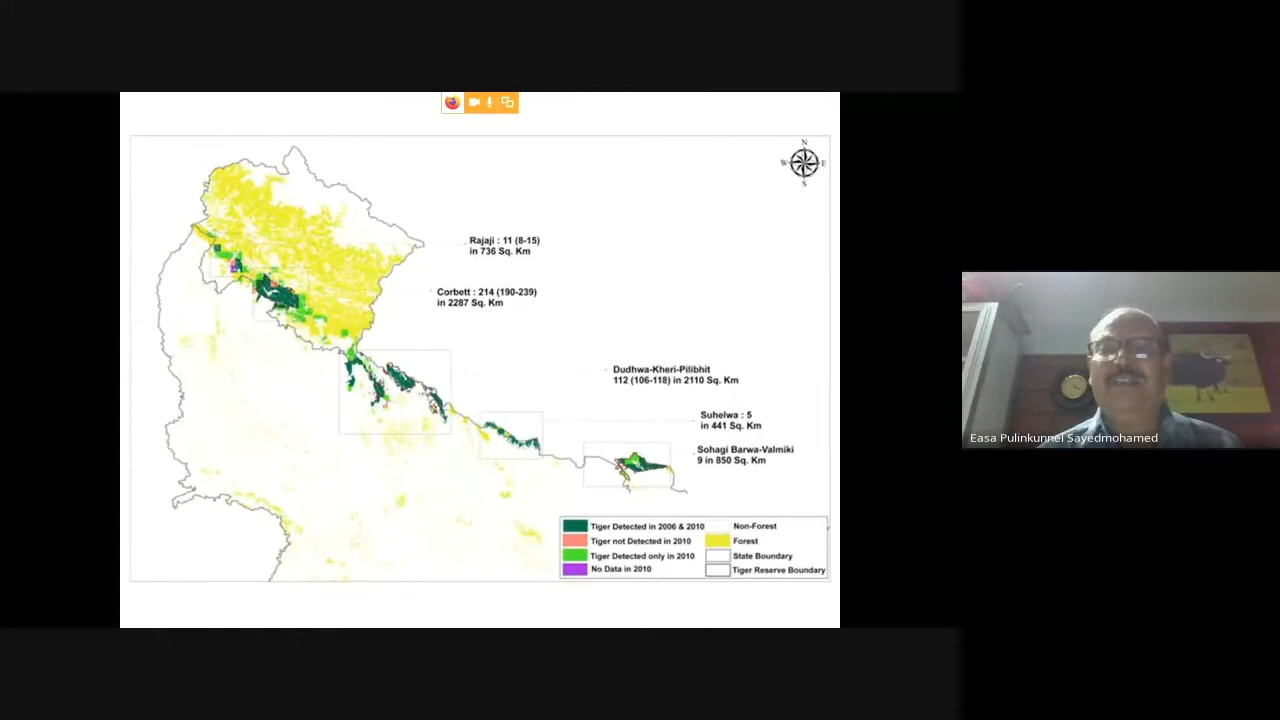 N
W
E
S
Rajaji : 11 (8-15)
in 736 Sq. Km
Corbett : 214 (190-239)
in 2287 Sq. Km
Dudhwa-Kheri-Pilibhit
112 (106-118) in 2110 Sq. Km
Suhelwa : 5
in 441 Sq. Km
Sohagi Barwa-Valmiki
9 in 850 Sq. Km
Tiger Detected in 2006 & 2010
Non-Forest
Tiger not Detected in 2010
Forest
Tiger Detected only in 2010
State Boundary
No Data in 2010
Tiger Reserve Boundary
Easa Pulinkunnel Sayedmohamed